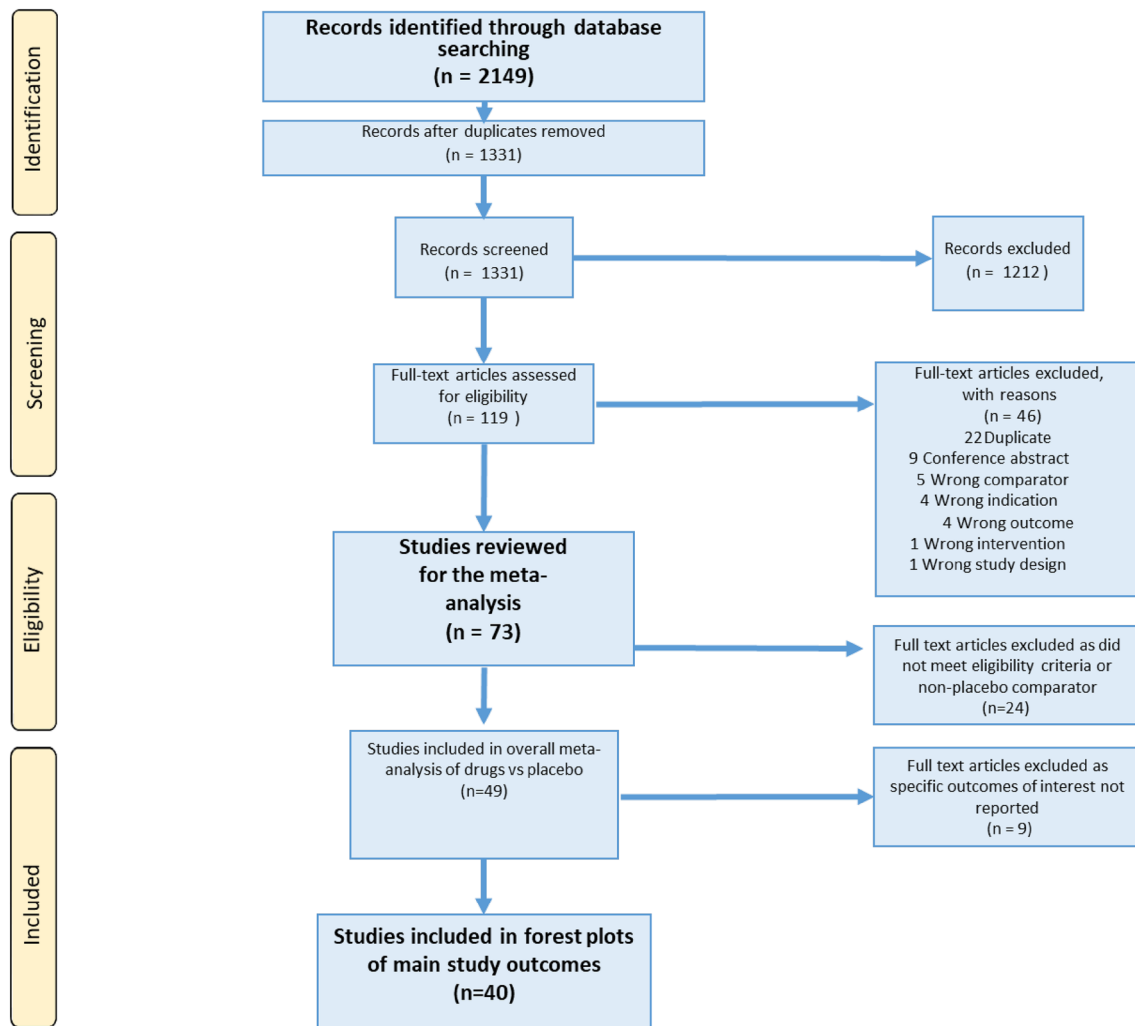 Identification
Records identified through database
searching
(n = 2149)
Records after duplicates removed
(n = 1331)
Screening
Records screened
(n = 1331)
Records excluded
(n = 1212 )
Full-text articles assessed
for eligibility
(n = 119 )
Full-text articles excluded,
with reasons
(n = 46)
22Duplicate
9 Conference abstract
5 Wrong comparator
4 Wrong indication
4 Wrong outcome
1 Wrong intervention
1 Wrong study design
Eligibility
Studies reviewed
for the meta-
analysis
(n = 73)
Full text articles excluded as did
not meet eligibility criteria or
non-placebo comparator
(n=24)
Included
Studies included in overall meta-
analysis of drugs vs placebo
(n=49)
Full text articles excluded as
specific outcomes of interest not
reported
(n = 9)
Studies included in forest plots
of main study outcomes
(n=40)